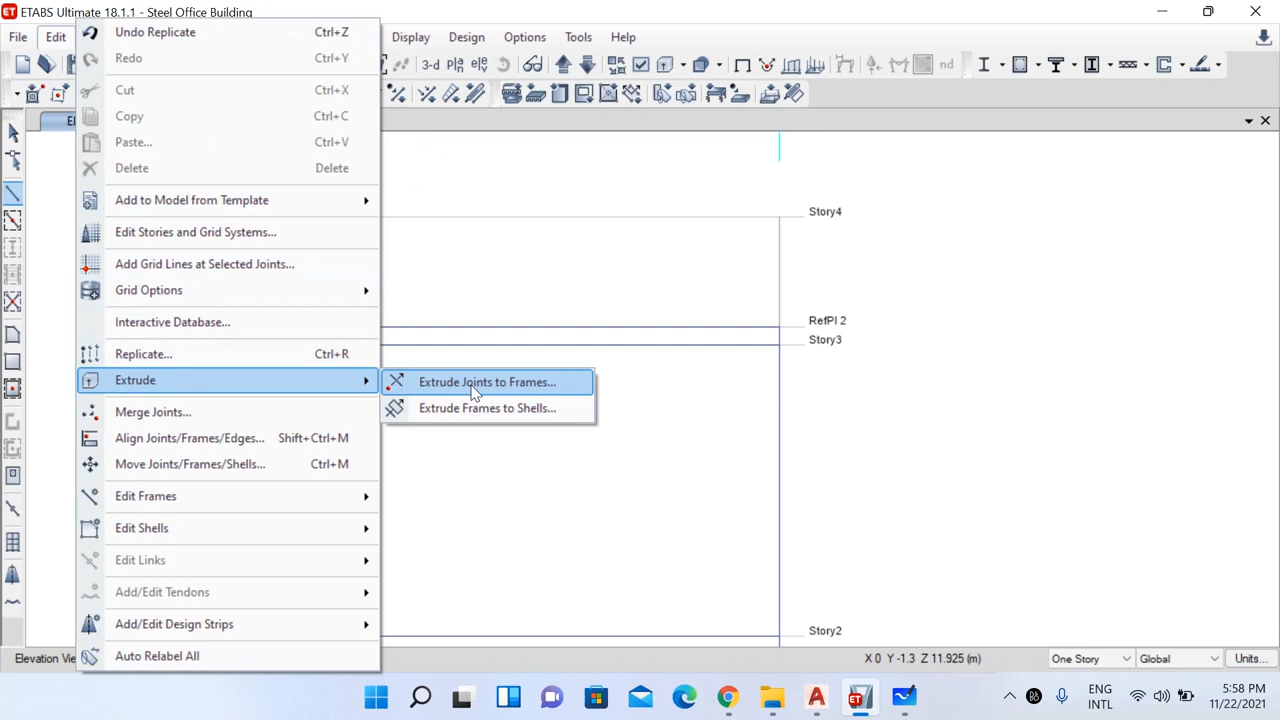 ETABS Ultimate 18.1.1 - Steel Office Building
File
Edit
Display
Design
Options
Tools
Help
Undo Replicate Ctrl+Z
Redo Ctrl+Y
Cut Ctrl+X
Copy Ctrl+C
Paste... Ctrl+V
Delete Delete
Add to Model from Template
Edit Stories and Grid Systems...
Add Grid Lines at Selected Joints...
Grid Options
Interactive Database...
Replicate... Ctrl+R
Extrude
Merge Joints...
Align Joints/Frames/Edges... Shift+Ctrl+M
Move Joints/Frames/Shells... Ctrl+M
Edit Frames
Edit Shells
Edit Links
Add/Edit Tendons
Add/Edit Design Strips
Auto Relabel All
Extrude Joints to Frames...
Extrude Frames to Shells...
3-d
nd
Story4
RefPl 2
Story3
Story2
Elevation Vie
X 0 Y -1.3 Z 11.925 (m)
One Story
Global
Units...
ENG
INTL
5:58 PM
11/22/2021